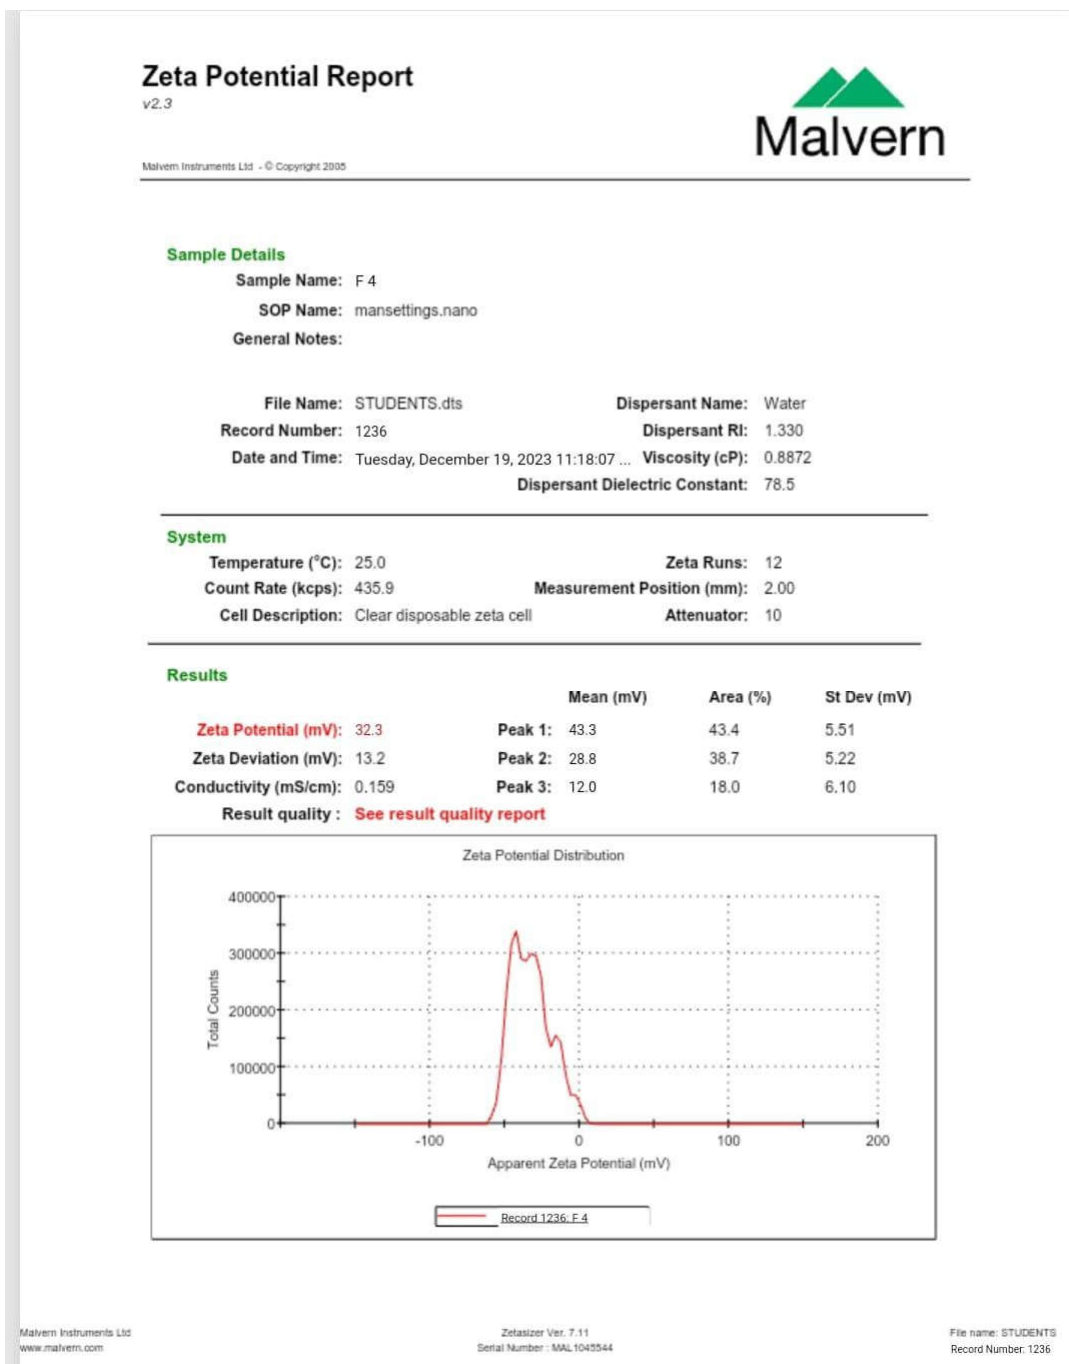 Zeta Potential Report
v2.3
Malvern
Malvern Instruments Ltd - © Copyright 2005
Sample Details
Sample Name: F 4
SOP Name: mansettings.nano
General Notes:
File Name: STUDENTS.dts Dispersant Name: Water
Record Number: 1236 Dispersant RI: 1.330
Date and Time: Tuesday, December 19, 2023 11:18:07 ... Viscosity (cP): 0.8872
Dispersant Dielectric Constant: 78.5
System
Temperature (°C): 25.0 Zeta Runs: 12
Count Rate (kcps): 435.9 Measurement Position (mm): 2.00
Cell Description: Clear disposable zeta cell Attenuator: 10
Results
Mean (mV) Area (%) St Dev (mV)
Zeta Potential (mV): 32.3 Peak 1: 43.3 43.4 5.51
Zeta Deviation (mV): 13.2 Peak 2: 28.8 38.7 5.22
Conductivity (mS/cm): 0.159 Peak 3: 12.0 18.0 6.10
Result quality : See result quality report
Zeta Potential Distribution
400000
300000
200000
100000
0
Total Counts
-100 0 100 200
Apparent Zeta Potential (mV)
Record 1236: F 4
Malvern Instruments Ltd Zetasizer Ver. 7.11 File name: STUDENTS
www.malvern.com Serial Number : MAL1045544 Record Number: 1236